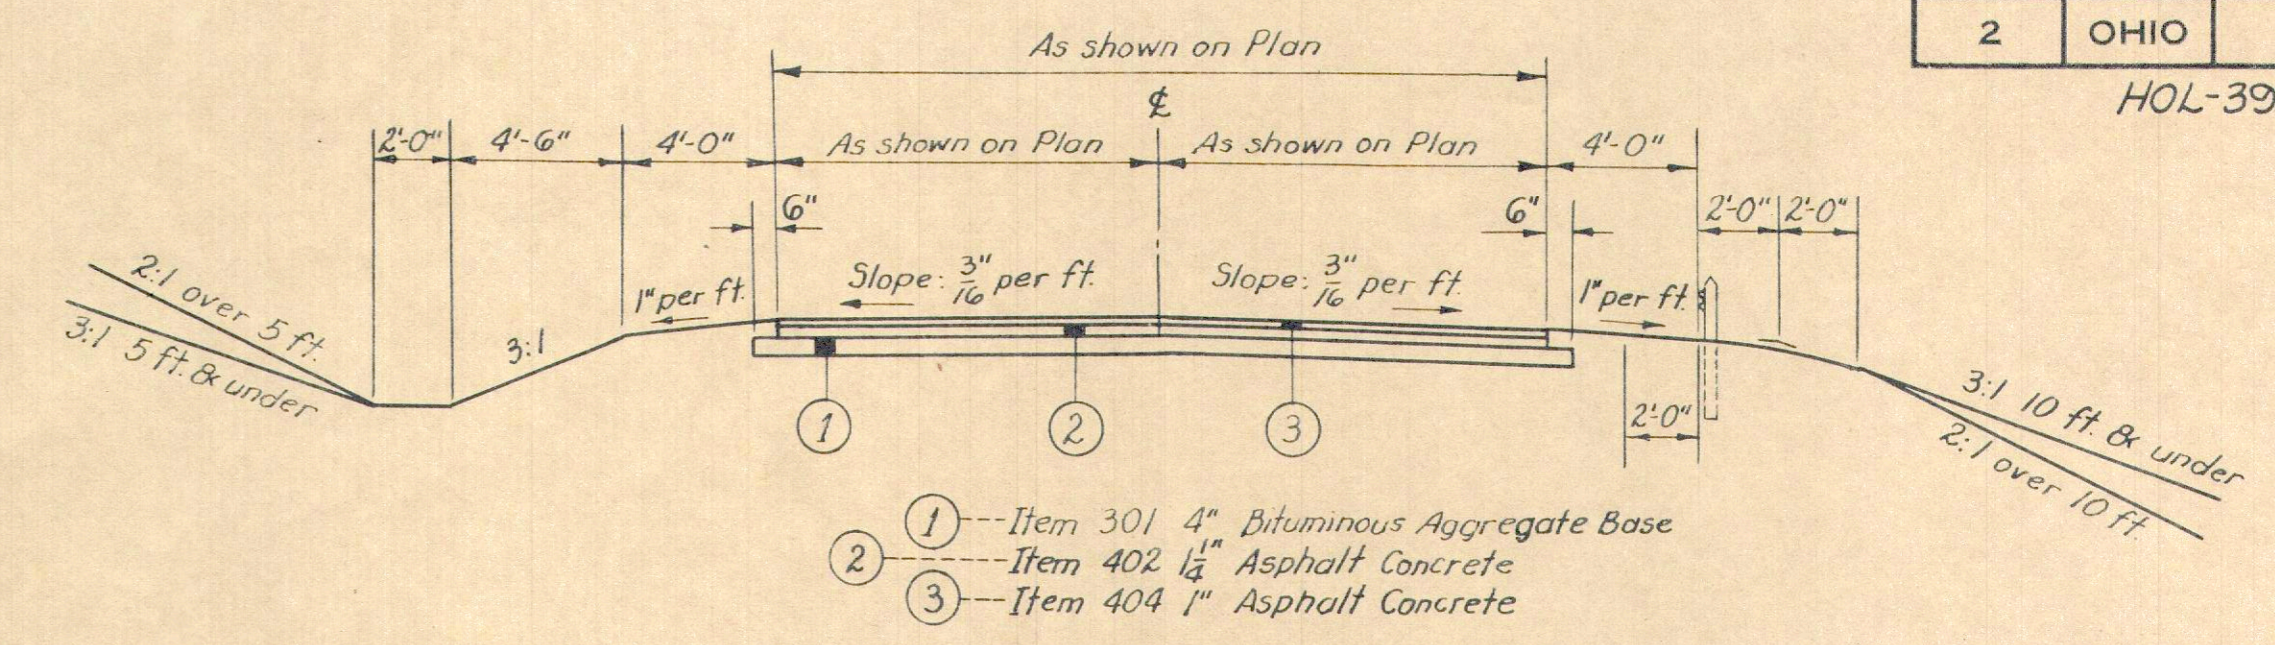 2 OHIO
HOL-39
As shown on Plan
℄
2'-0" 4'-6" 4'-0" As shown on Plan As shown on Plan 4'-0"
6" 6" 2'-0" 2'-0"
2:1 over 5 ft.
3:1 5 ft. & under
3:1
1" per ft.
Slope: 3/16" per ft.
Slope: 3/16" per ft.
1" per ft.
2'-0"
3:1 10 ft. & under
2:1 over 10 ft.
1 2 3
1 ---Item 301 4" Bituminous Aggregate Base
2 ------Item 402 1 1/4" Asphalt Concrete
3 ---Item 404 1" Asphalt Concrete